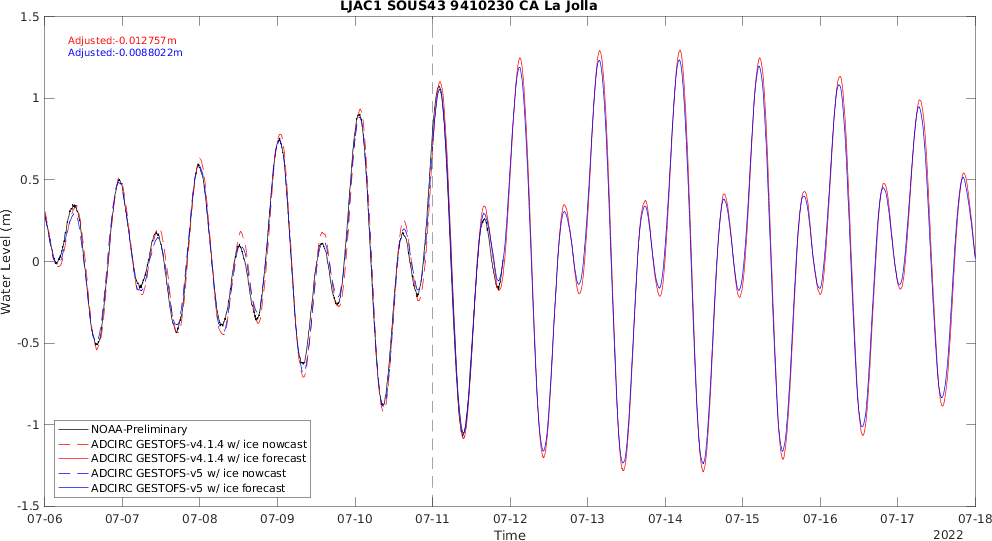 LJAC1 SOUS43 9410230 CA La Jolla
Adjusted:-0.012757m
Adjusted:-0.0088022m
1.5
1
0.5
0
-0.5
-1
-1.5
Water Level (m)
NOAA-Preliminary
ADCIRC GESTOFS-v4.1.4 w/ ice nowcast
ADCIRC GESTOFS-v4.1.4 w/ ice forecast
ADCIRC GESTOFS-v5 w/ ice nowcast
ADCIRC GESTOFS-v5 w/ ice forecast
07-06 07-07 07-08 07-09 07-10 07-11 07-12 07-13 07-14 07-15 07-16 07-17 07-18
Time
2022